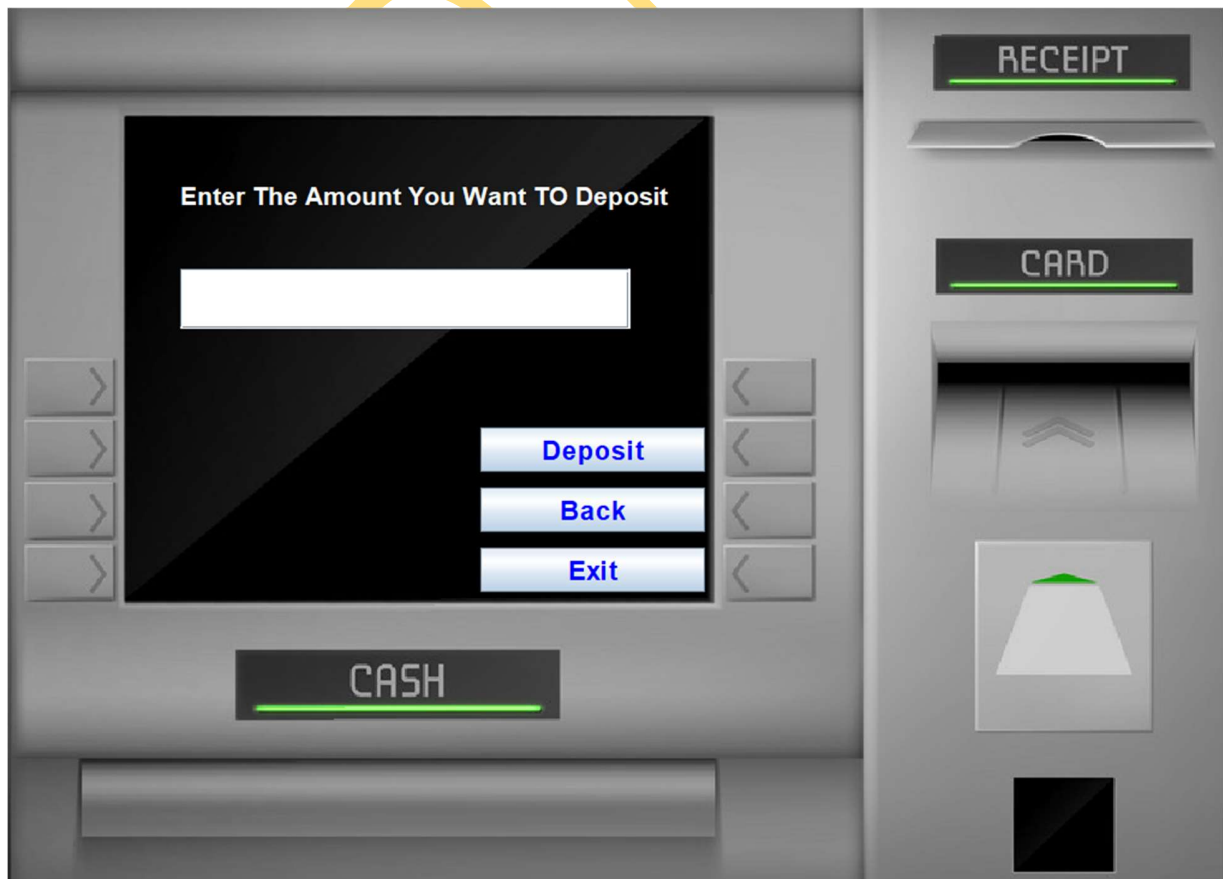 RECEIPT
Enter The Amount You Want TO Deposit
CARD
Deposit
Back
Exit
CASH